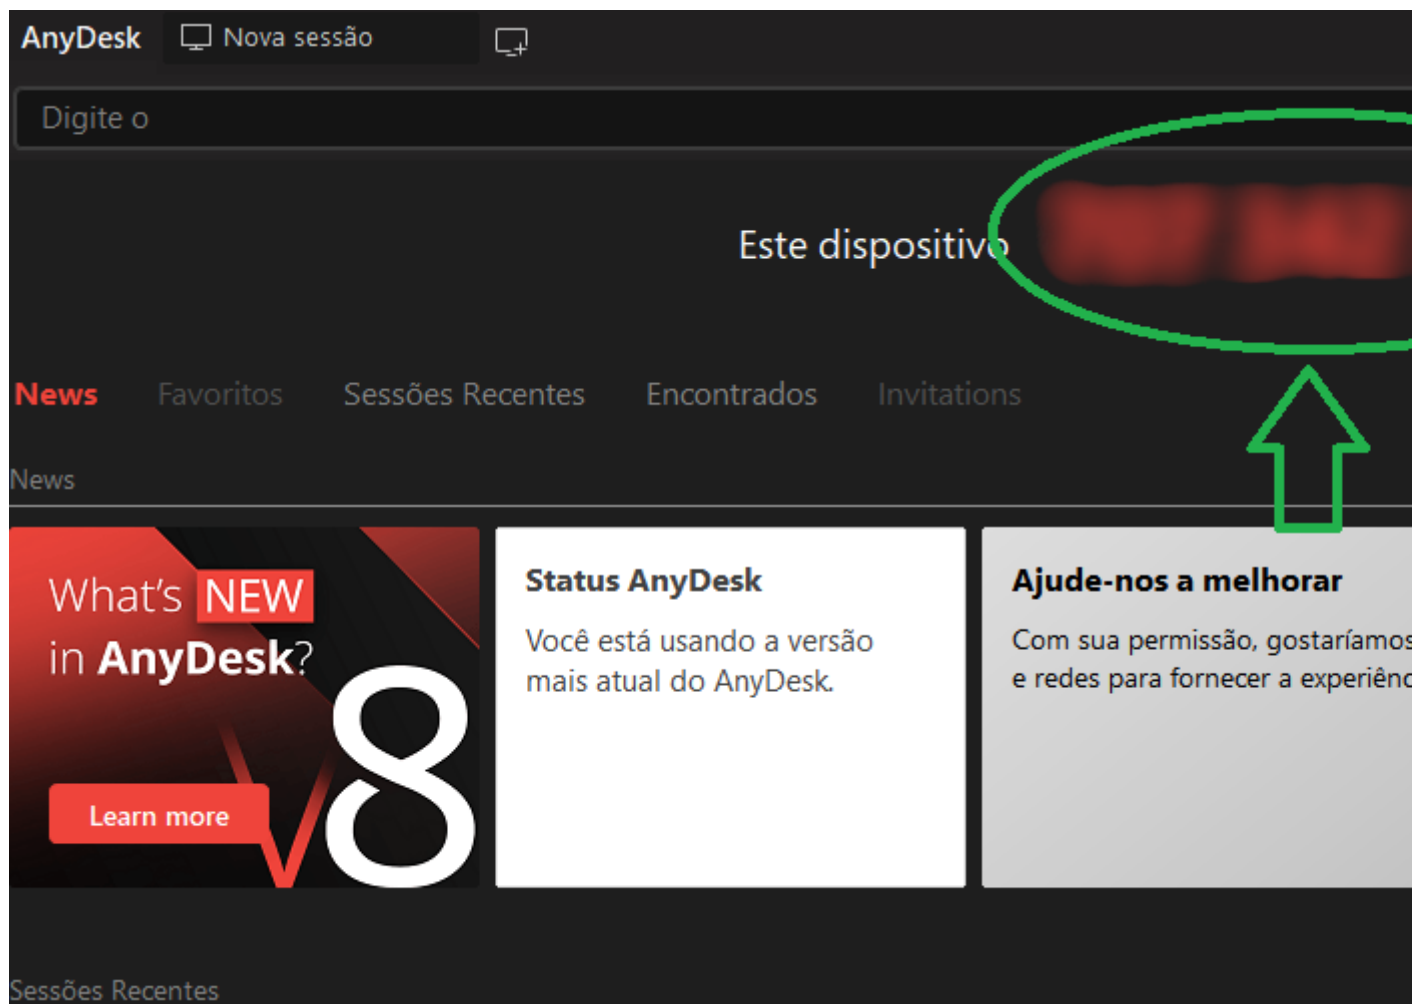 AnyDesk Nova sessão
Digite o
Este dispositivo
News Favoritos Sessões Recentes Encontrados Invitations
News
What's NEW
in AnyDesk?
V8
Learn more
Status AnyDesk
Você está usando a versão
mais atual do AnyDesk.
Ajude-nos a melhorar
Com sua permissão, gostaríamos
e redes para fornecer a
Sessões Recentes